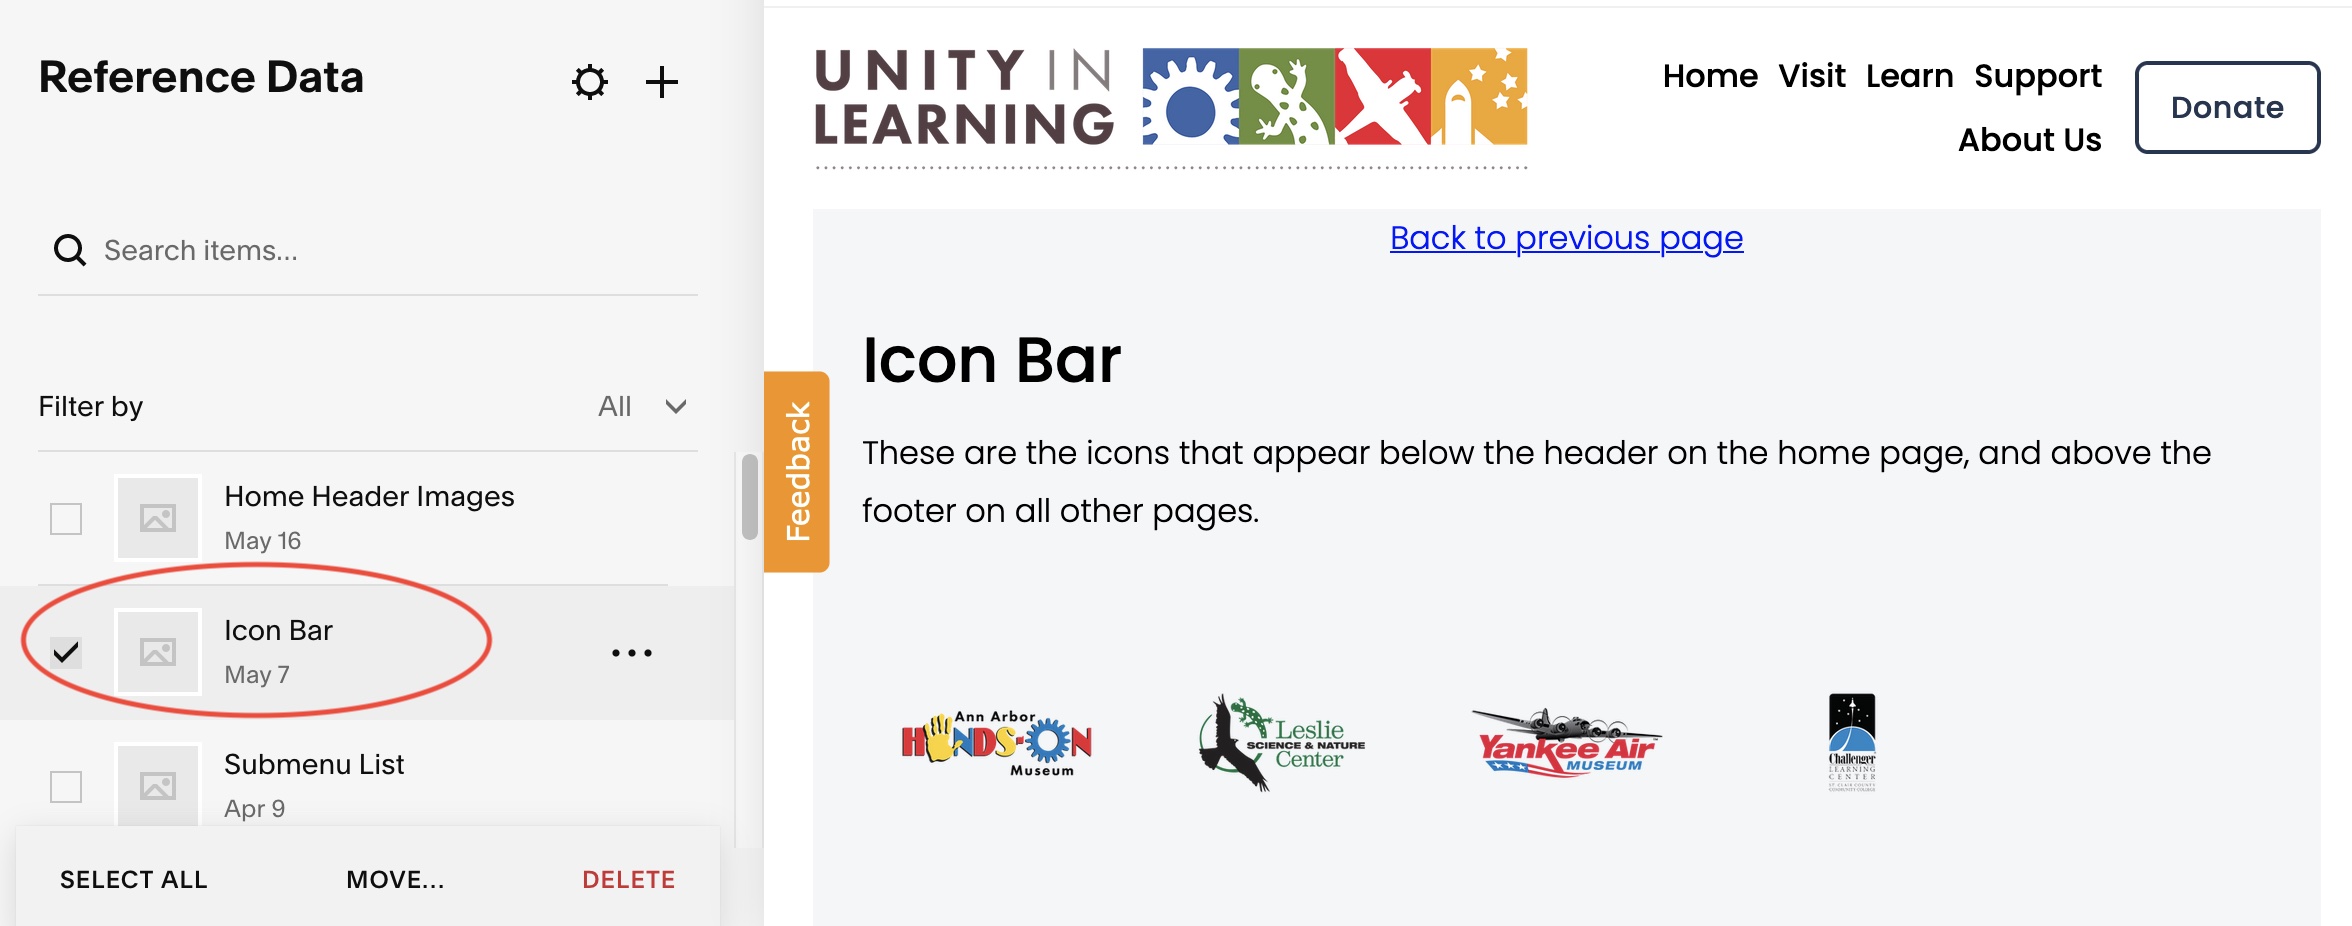 Reference Data
Search items...
Filter by
All
Home Header Images
May 16
Icon Bar
May 7
Submenu List
Apr 9
SELECT ALL
MOVE...
DELETE
UNITY IN
LEARNING
Home Visit Learn Support
About Us
Donate
Back to previous page
Feedback
Icon Bar
These are the icons that appear below the header on the home page, and above the
footer on all other pages.
Ann Arbor
HANDS-ON
Museum
Leslie
SCIENCE & NATURE
Center
Yankee Air
MUSEUM
Challenger
LEARNING
CENTER